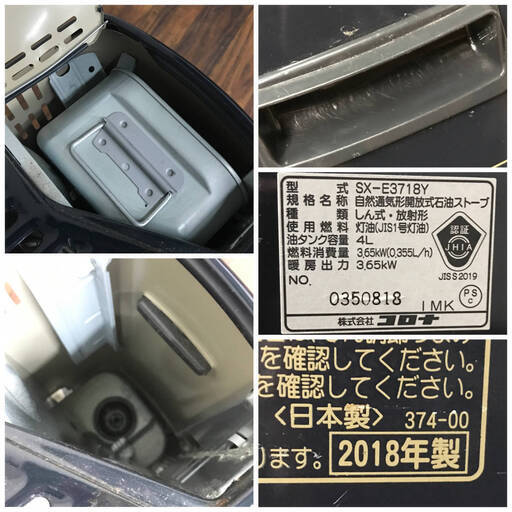 型式 SX-E3718Y
規格名称 自然通気形開放式石油ストーブ
種類 しん式・放射形
使用燃料 灯油(JIS1号灯油)
油タンク容量 4L
燃料消費量 3,65kW(0,355L/h)
暖房出力 3,65kW
NO.
0350818
1MK
株式会社 コロナ
認証
JHIA
JIS S 2019
PS
C
を確認してください。
を確認してください。
〈日本製〉 374-00
ります。 2018年製